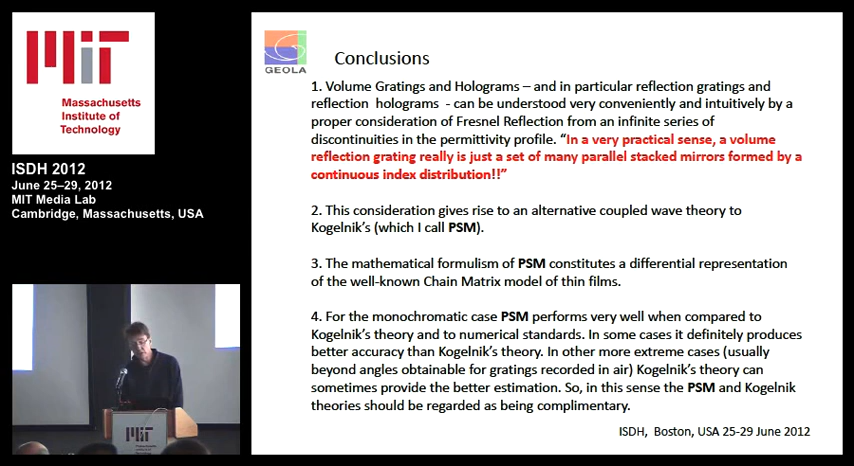 MIT
Massachusetts
Institute of
Technology
ISDH 2012
June 25–29, 2012
MIT Media Lab
Cambridge, Massachusetts, USA
GEOLA
Conclusions
1. Volume Gratings and Holograms – and in particular reflection gratings and
reflection holograms - can be understood very conveniently and intuitively by a
proper consideration of Fresnel Reflection from an infinite series of
discontinuities in the permittivity profile. “In a very practical sense, a volume
reflection grating really is just a set of many parallel stacked mirrors formed by a
continuous index distribution!!”
2. This consideration gives rise to an alternative coupled wave theory to
Kogelnik’s (which I call PSM).
3. The mathematical formulism of PSM constitutes a differential representation
of the well-known Chain Matrix model of thin films.
4. For the monochromatic case PSM performs very well when compared to
Kogelnik’s theory and to numerical standards. In some cases it definitely produces
better accuracy than Kogelnik’s theory. In other more extreme cases (usually
beyond angles obtainable for gratings recorded in air) Kogelnik’s theory can
sometimes provide the better estimation. So, in this sense the PSM and Kogelnik
theories should be regarded as being complimentary.
ISDH, Boston, USA 25-29 June 2012
MIT